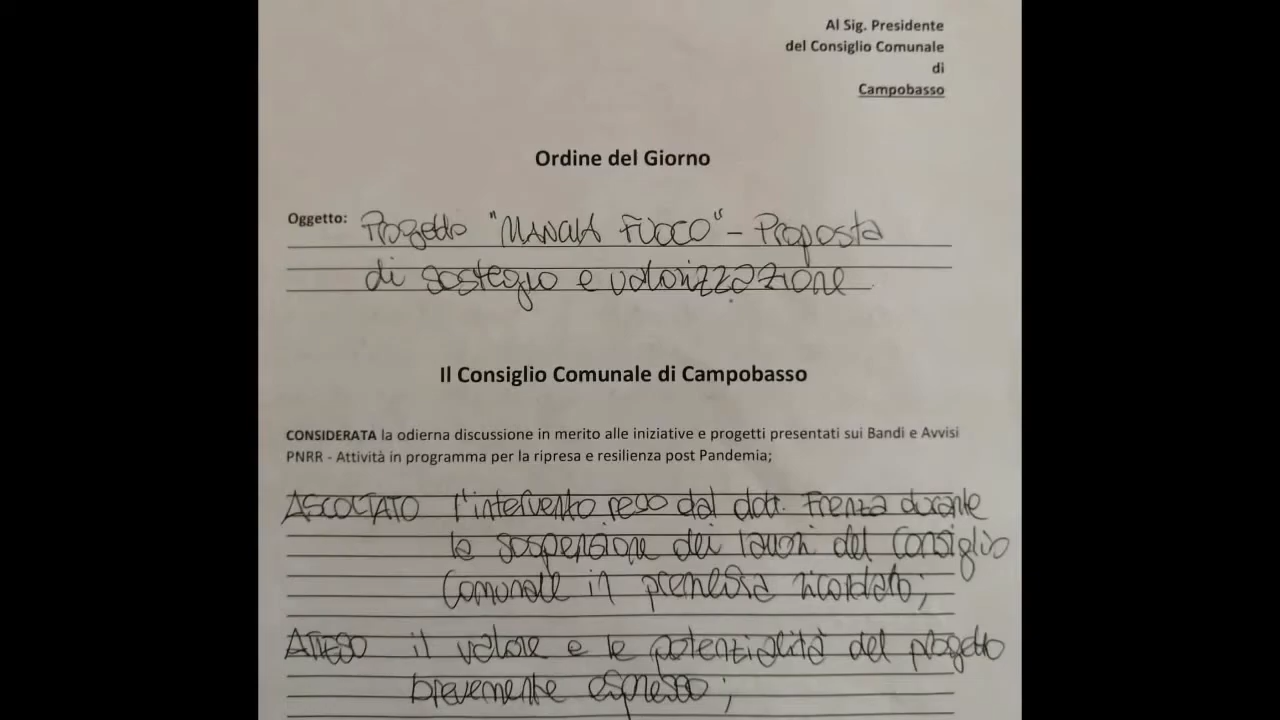 Al Sig. Presidente
del Consiglio Comunale
di
Campobasso
Ordine del Giorno
Oggetto: Progetto "MANGIA FUOCO" - Proposta
di sostegno e valorizzazione
Il Consiglio Comunale di Campobasso
CONSIDERATA la odierna discussione in merito alle iniziative e progetti presentati sui Bandi e Avvisi
PNRR - Attività in programma per la ripresa e resilienza post Pandemia;
ASCOLTATO l'intervento reso dal dott. Frenza durante
la sospensione dei lavori del Consiglio
Comunale in premessa ricordato;
ATTESO il valore e le potenzialità del progetto
brevemente espresso;